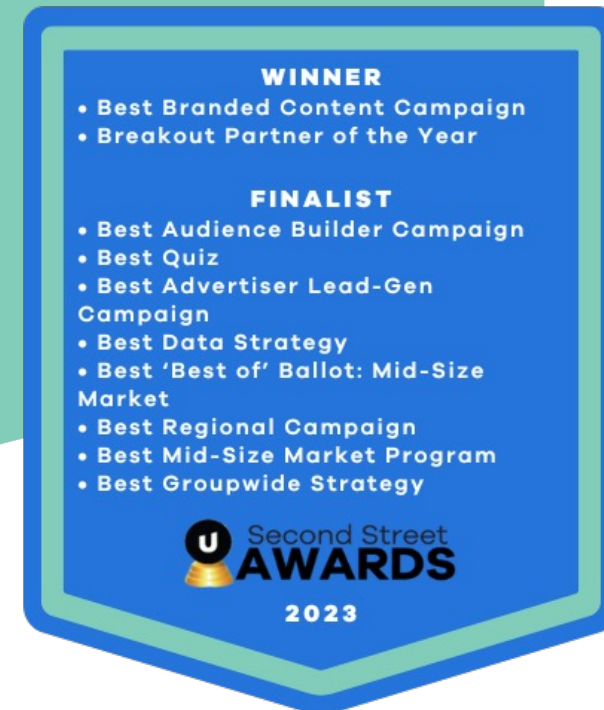 WINNER
• Best Branded Content Campaign
• Breakout Partner of the Year
FINALIST
• Best Audience Builder Campaign
• Best Quiz
• Best Advertiser Lead-Gen
Campaign
• Best Data Strategy
• Best ‘Best of’ Ballot: Mid-Size
Market
• Best Regional Campaign
• Best Mid-Size Market Program
• Best Groupwide Strategy
U Second Street
AWARDS
2023